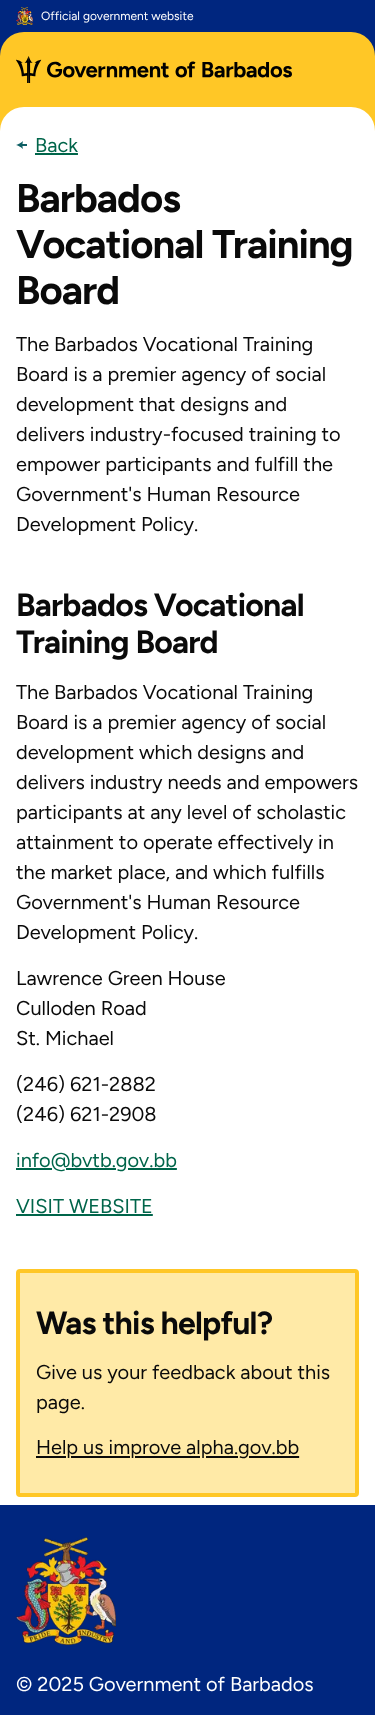 Official government website
Government of Barbados
Back
Barbados
Vocational Training
Board
The Barbados Vocational Training
Board is a premier agency of social
development that designs and
delivers industry-focused training to
empower participants and fulfill the
Government's Human Resource
Development Policy.
Barbados Vocational
Training Board
The Barbados Vocational Training
Board is a premier agency of social
development which designs and
delivers industry needs and empowers
participants at any level of scholastic
attainment to operate effectively in
the market place, and which fulfills
Government's Human Resource
Development Policy.
Lawrence Green House
Culloden Road
St. Michael
(246) 621-2882
(246) 621-2908
info@bvtb.gov.bb
VISIT WEBSITE
Was this helpful?
Give us your feedback about this
page.
Help us improve alpha.gov.bb
PRIDE AND INDUSTRY
© 2025 Government of Barbados